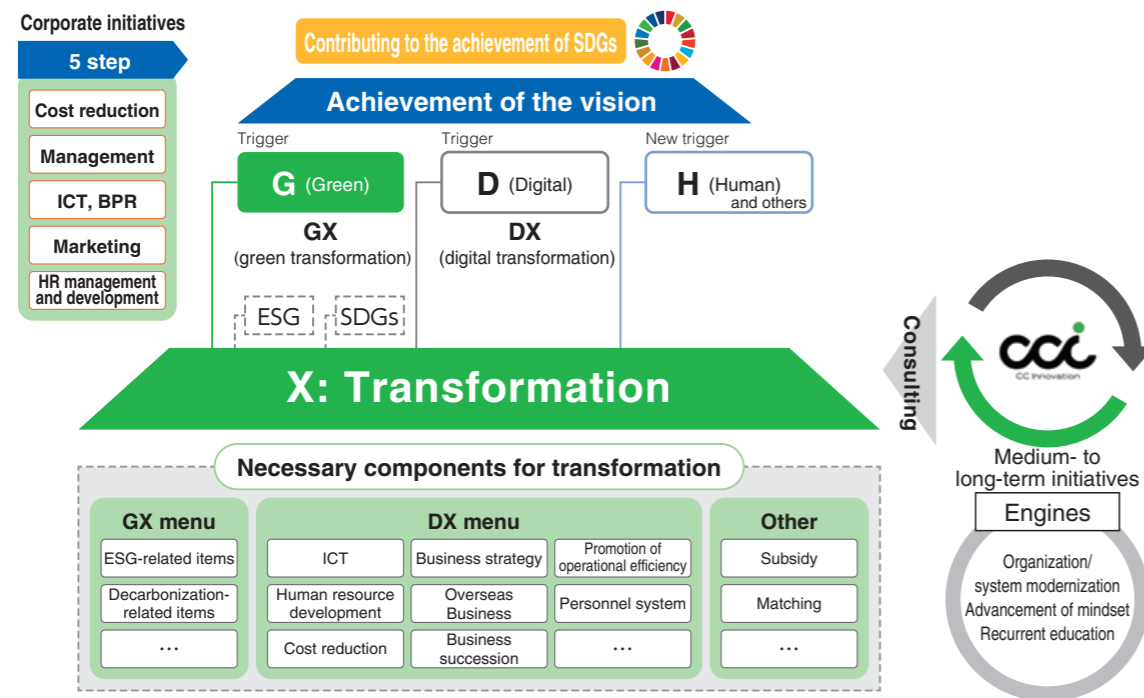 Corporate initiatives
5 step
Cost reduction
Management
ICT, BPR
Marketing
HR management
and development
Contributing to the achievement of SDGs
Achievement of the vision
Trigger
G (Green)
GX
(green transformation)
Trigger
D (Digital)
DX
(digital transformation)
New trigger
H (Human)
and others
ESG
SDGs
X: Transformation
Consulting
cci
CC Innovation
Medium- to
long-term initiatives
Engines
Organization/
system modernization
Advancement of mindset
Recurrent education
Necessary components for transformation
GX menu
ESG-related items
Decarbonization-
related items
…
DX menu
ICT
Business strategy
Promotion of
operational efficiency
Human resource
development
Overseas
Business
Personnel system
Cost reduction
Business
succession
…
Other
Subsidy
Matching
…